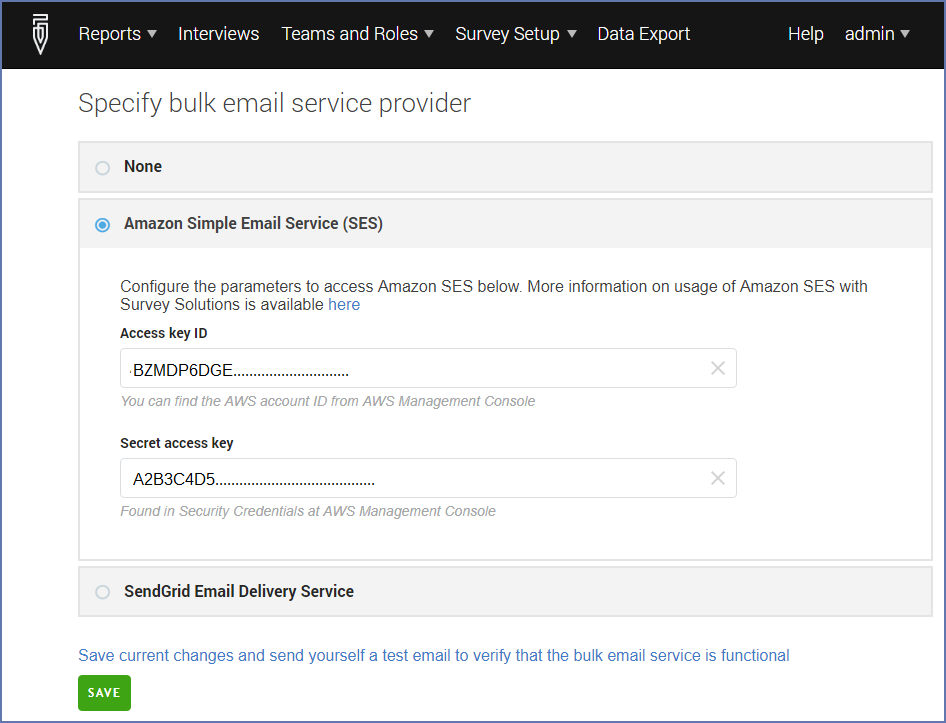 Reports Interviews Teams and Roles Survey Setup Data Export Help admin
Specify bulk email service provider
None
Amazon Simple Email Service (SES)
Configure the parameters to access Amazon SES below. More information on usage of Amazon SES with
Survey Solutions is available here
Access key ID
BZMDP6DGE.............................
You can find the AWS account ID from AWS Management Console
Secret access key
A2B3C4D5........................................
Found in Security Credentials at AWS Management Console
SendGrid Email Delivery Service
Save current changes and send yourself a test email to verify that the bulk email service is functional
SAVE